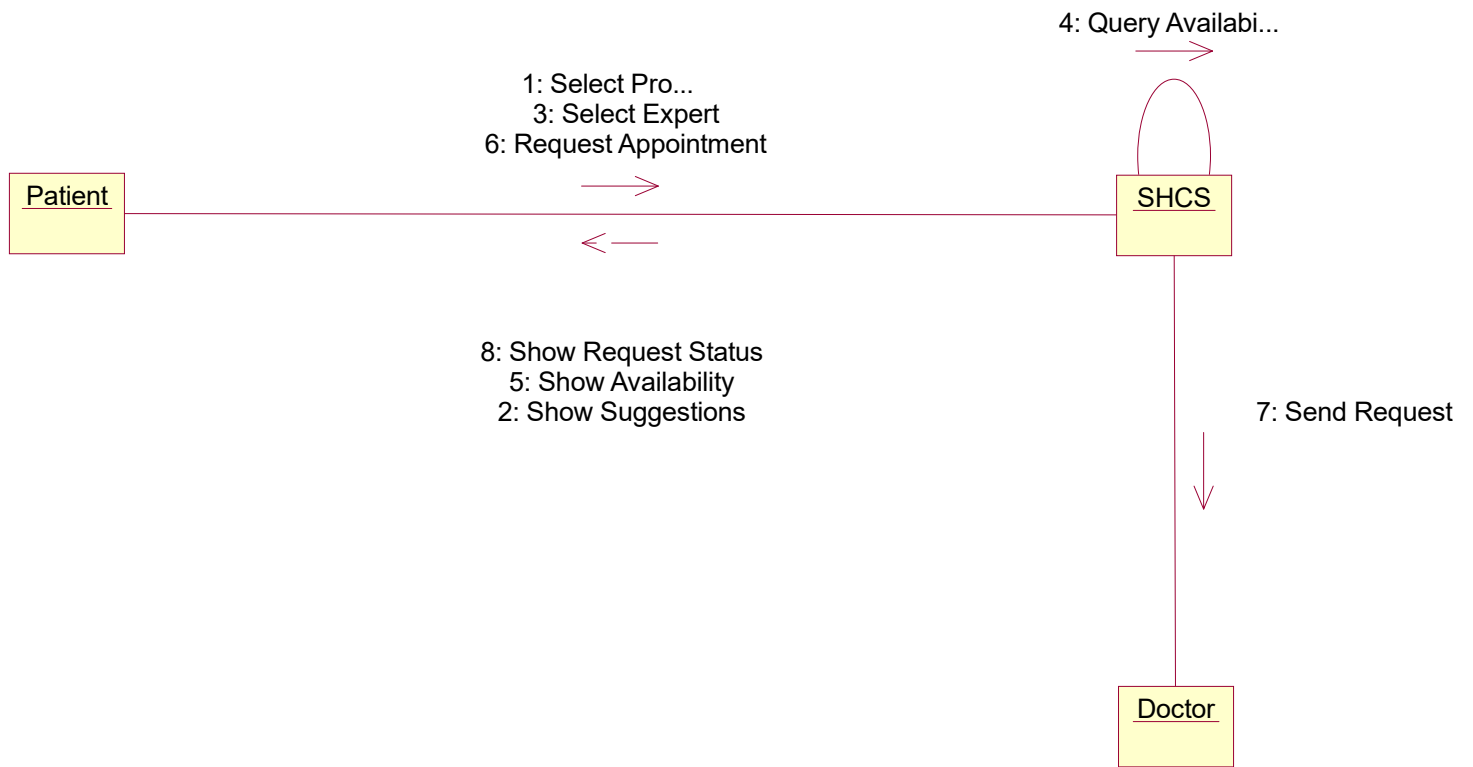 4: Query Availabi...
1: Select Pro...
3: Select Expert
6: Request Appointment
Patient
SHCS
8: Show Request Status
5: Show Availability
2: Show Suggestions
7: Send Request
Doctor